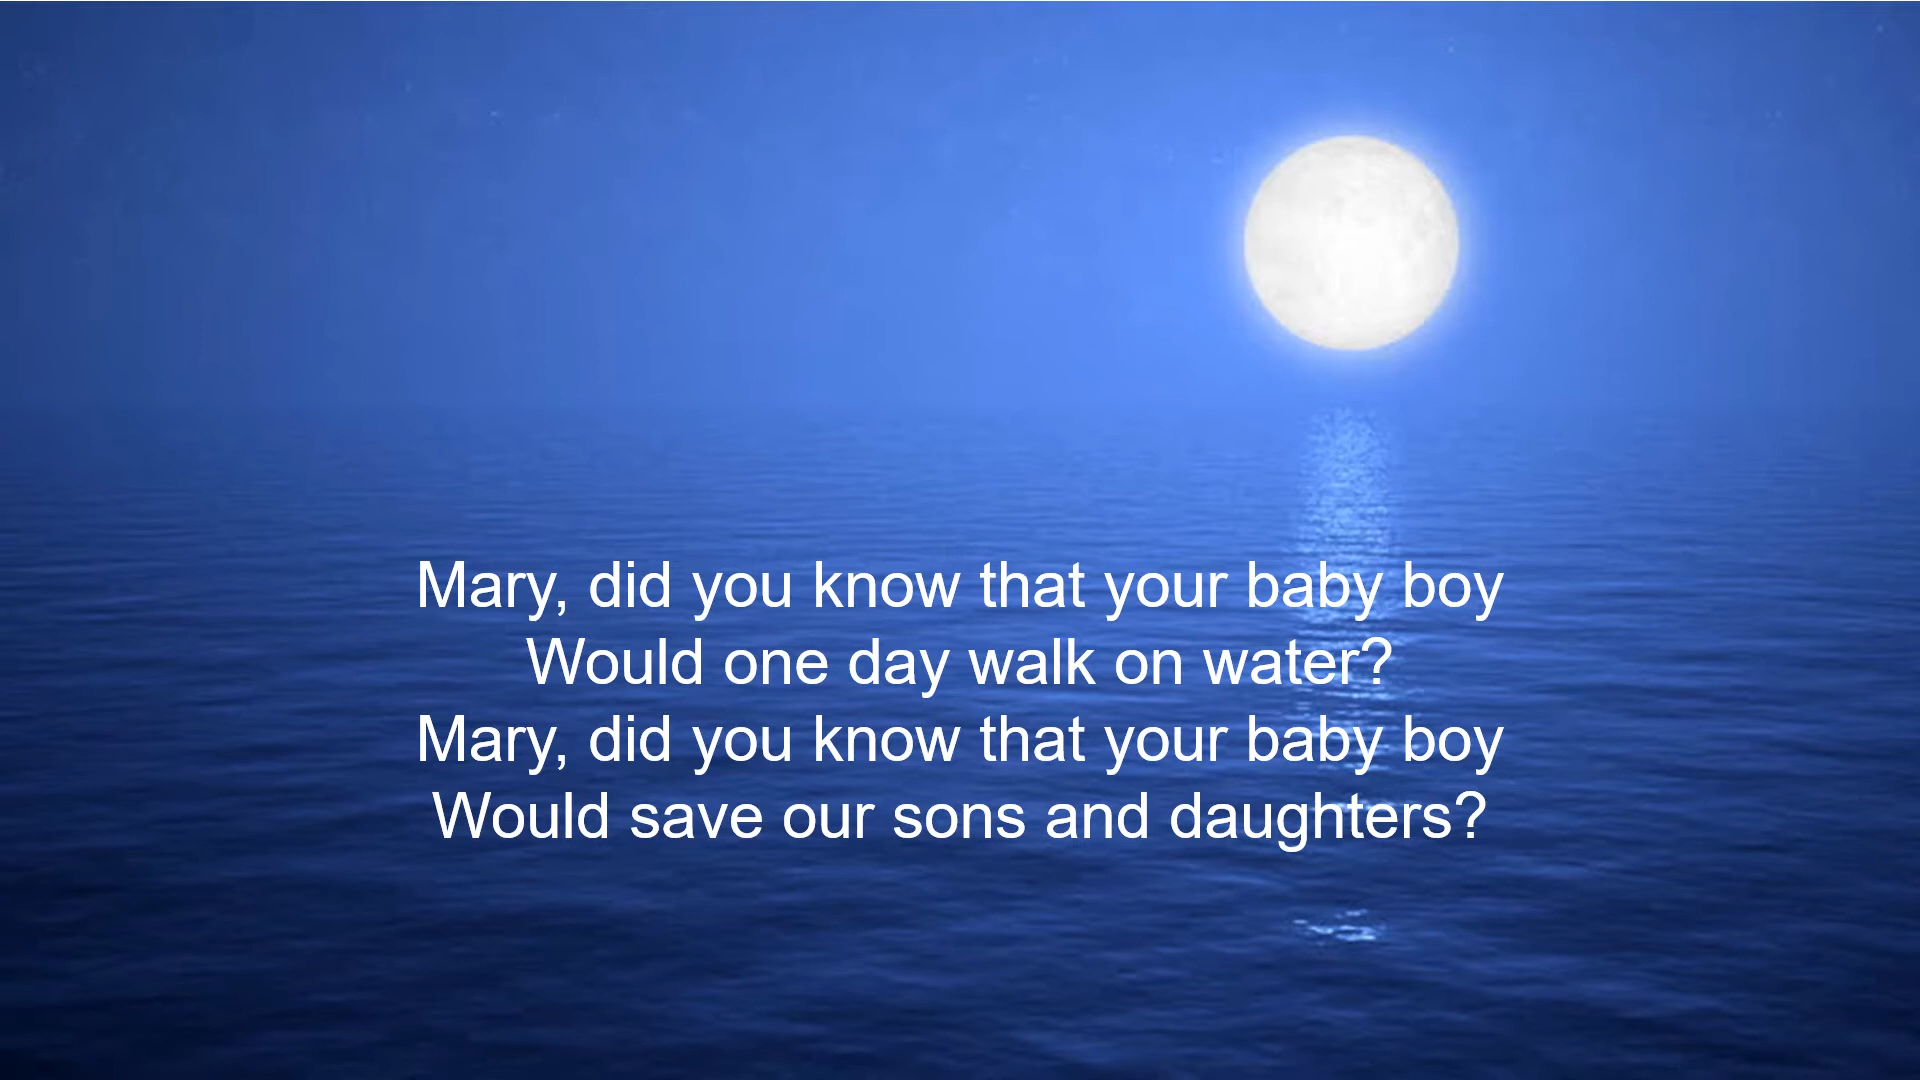 Mary, did you know that your baby boy
Would one day walk on water?
Mary, did you know that your baby boy
Would save our sons and daughters?